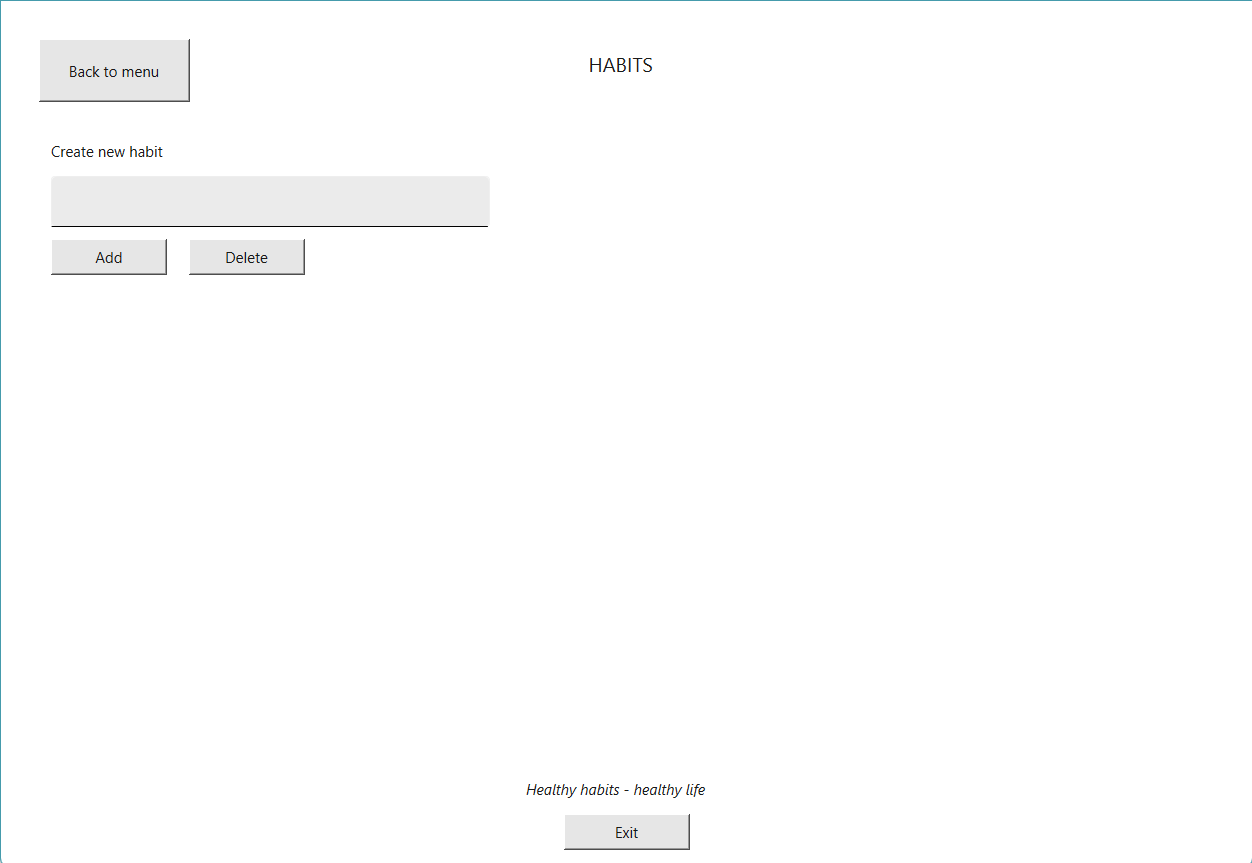 Back to menu
HABITS
Create new habit
Add
Delete
Healthy habits - healthy life
Exit